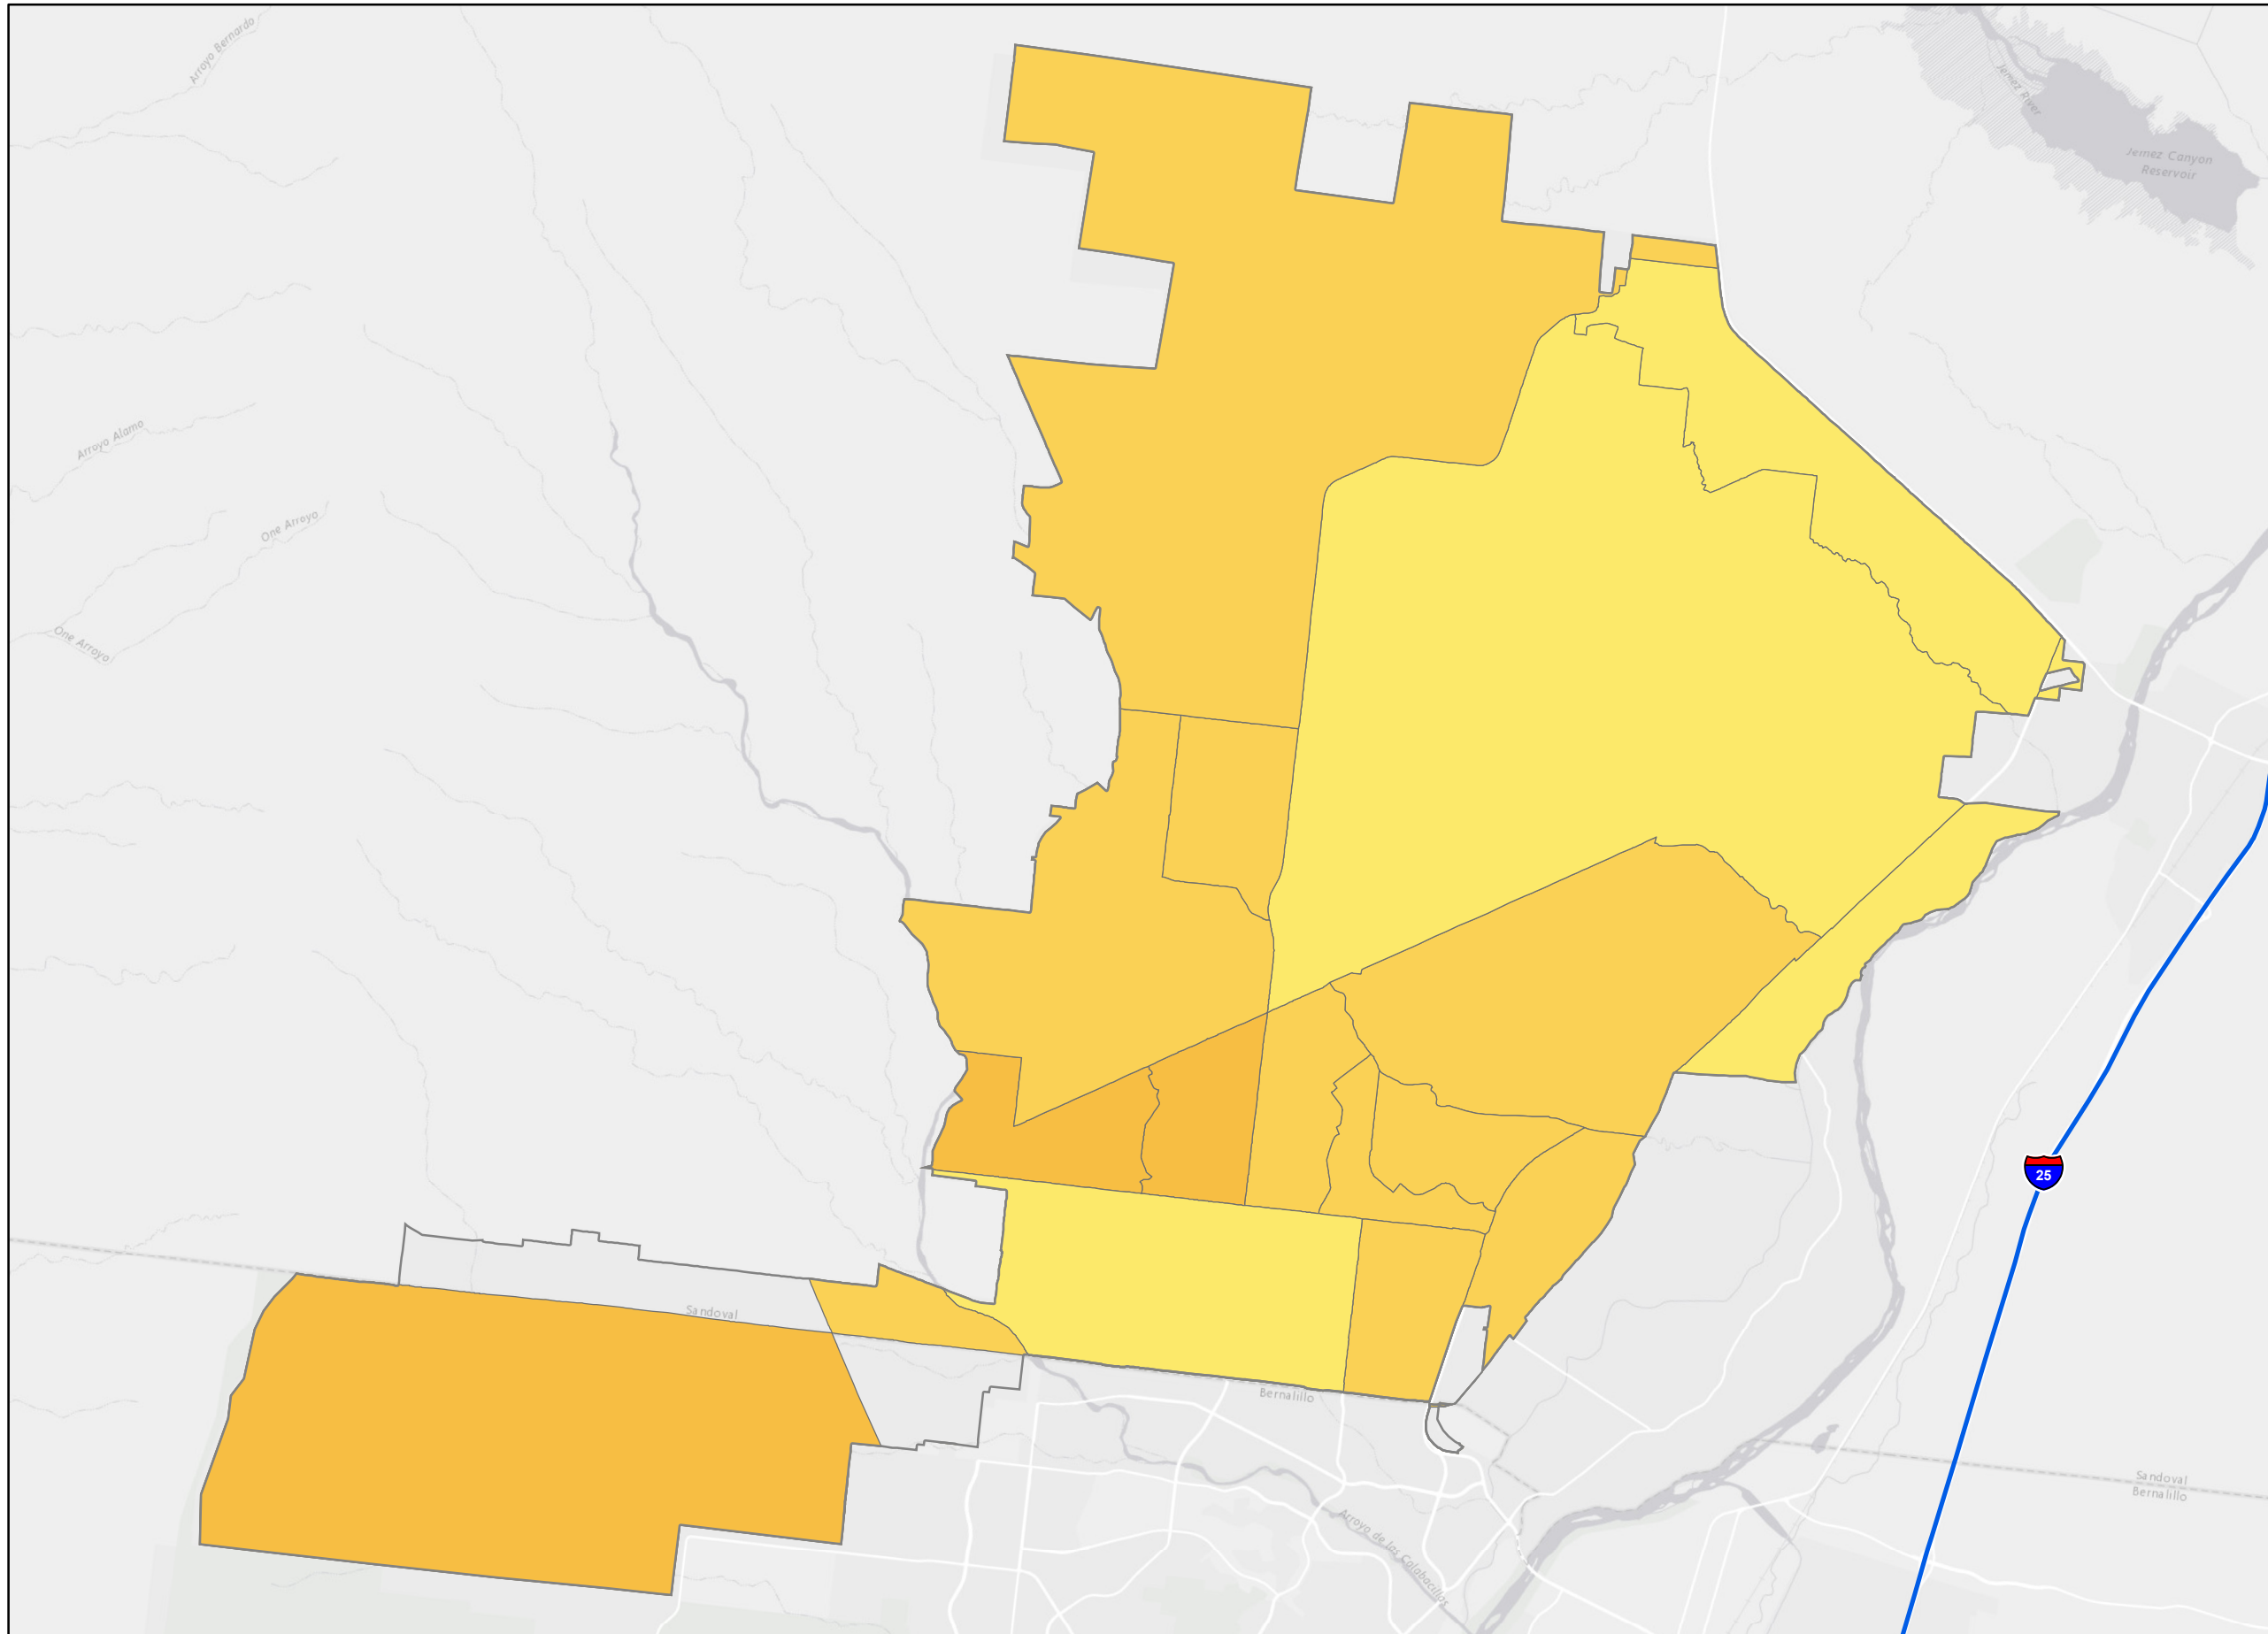 Arroyo Bernardo
Jemez River
Jemez Canyon
Reservoir
Arroyo Alamo
One Arroyo
One Arroyo
25
Sandoval
Bernalillo
Sandoval
Bernalillo
Arroyo de las Calabacillas